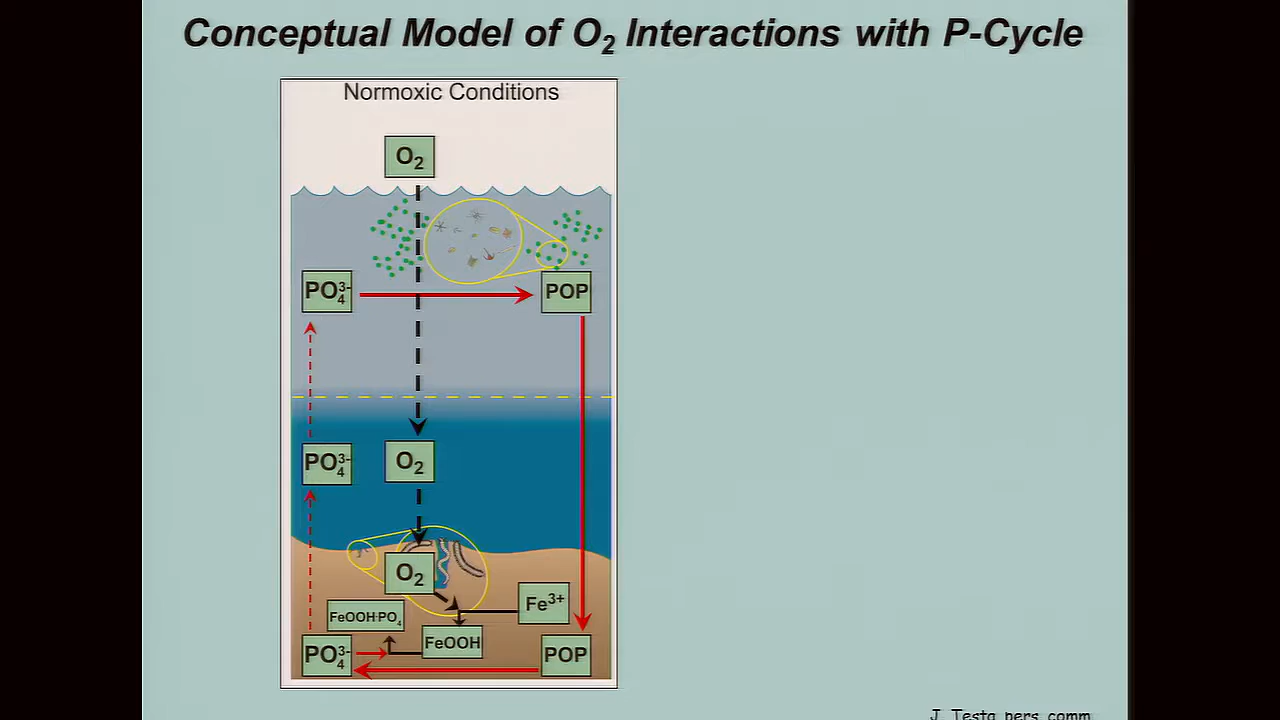 Conceptual Model of O₂ Interactions with P-Cycle
Normoxic Conditions
O₂
PO₄³⁻
POP
PO₄³⁻
O₂
O₂
Fe³⁺
FeOOH·PO₄
FeOOH
PO₄³⁻
POP
J. Testa pers. comm.